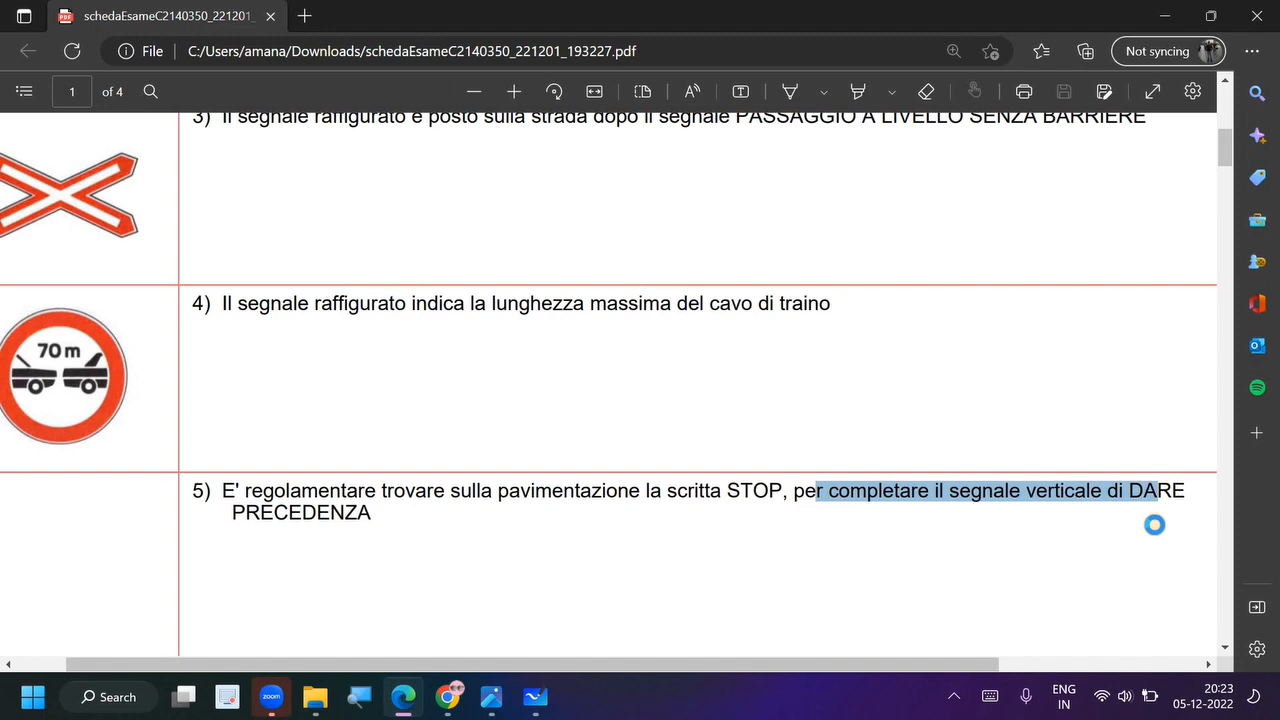 schedaEsameC2140350_221201_
File
C:/Users/amana/Downloads/schedaEsameC2140350_221201_193227.pdf
Not syncing
1 of 4
3) Il segnale raffigurato è posto sulla strada dopo il segnale PASSAGGIO A LIVELLO SENZA BARRIERE
4) Il segnale raffigurato indica la lunghezza massima del cavo di traino
70 m
5) E' regolamentare trovare sulla pavimentazione la scritta STOP, per completare il segnale verticale di DARE
PRECEDENZA
Search
zoom
ENG
IN
20:23
05-12-2022